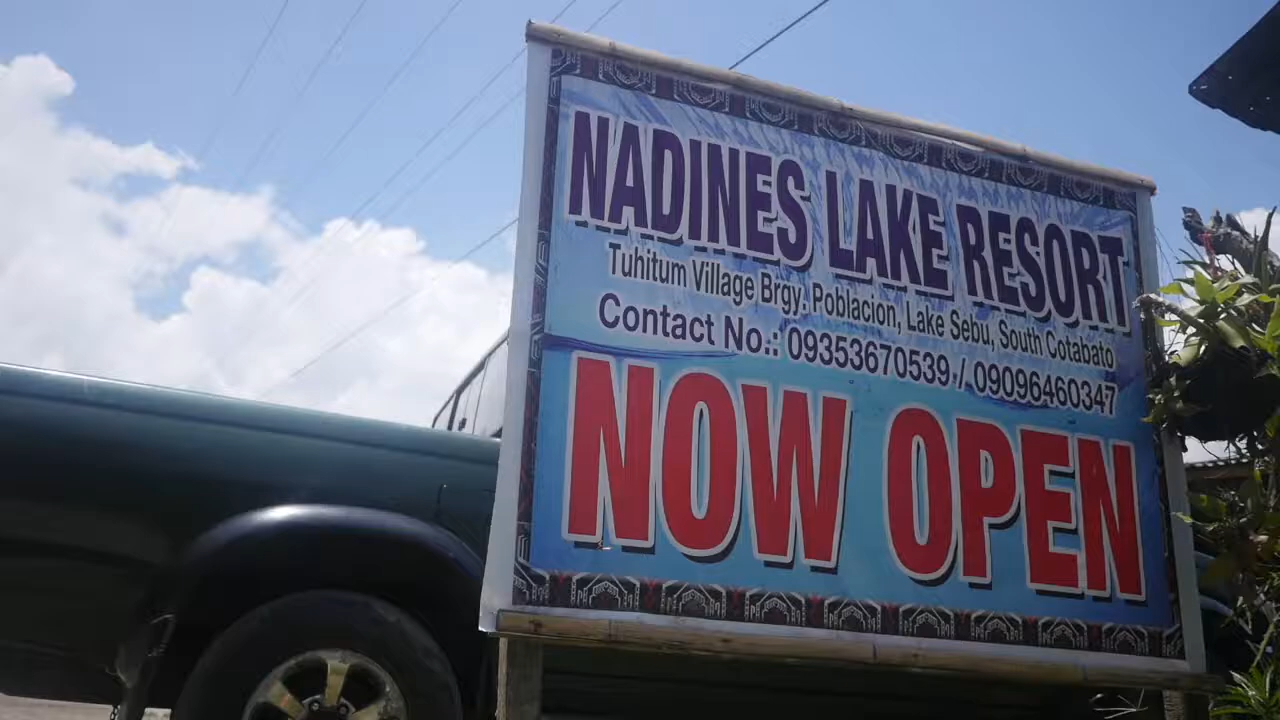 NADINES LAKE RESORT
Tuhitum Village Brgy. Poblacion, Lake Sebu, South Cotabato
Contact No.: 09353670539 / 09096460347
NOW OPEN